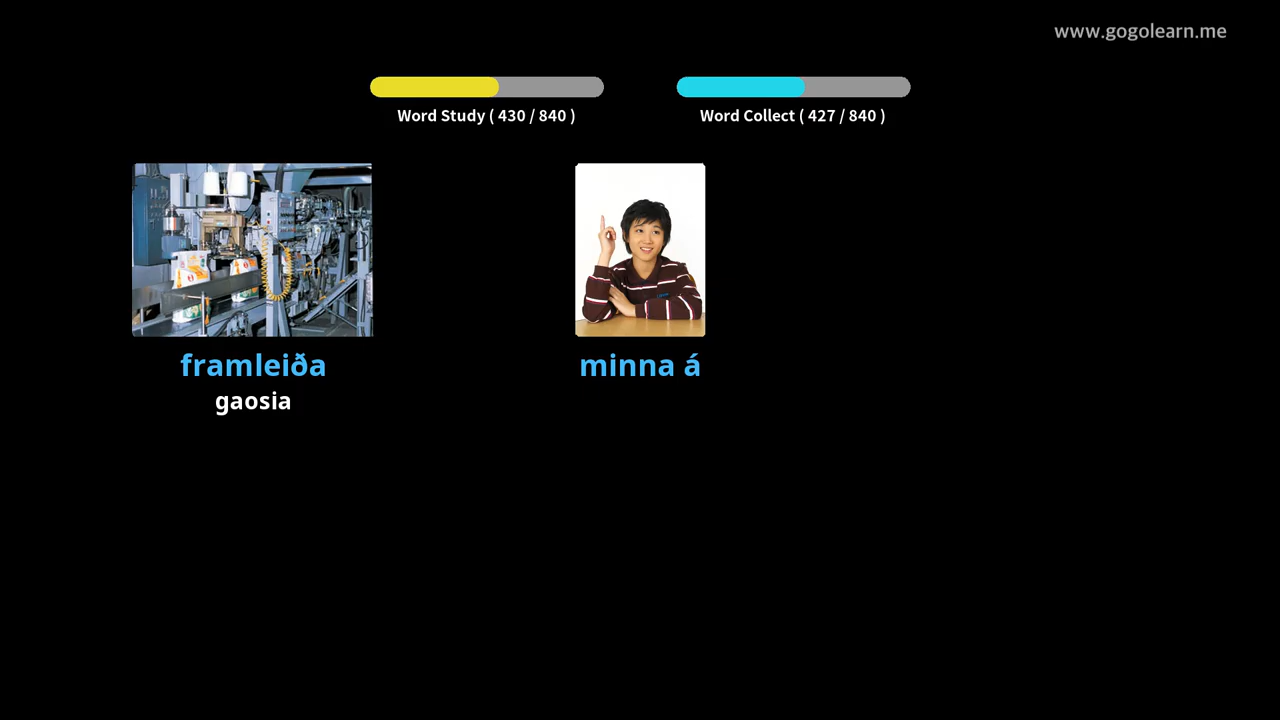 www.gogolearn.me
Word Study ( 430 / 840 )
Word Collect ( 427 / 840 )
framleiða
gaosia
minna á